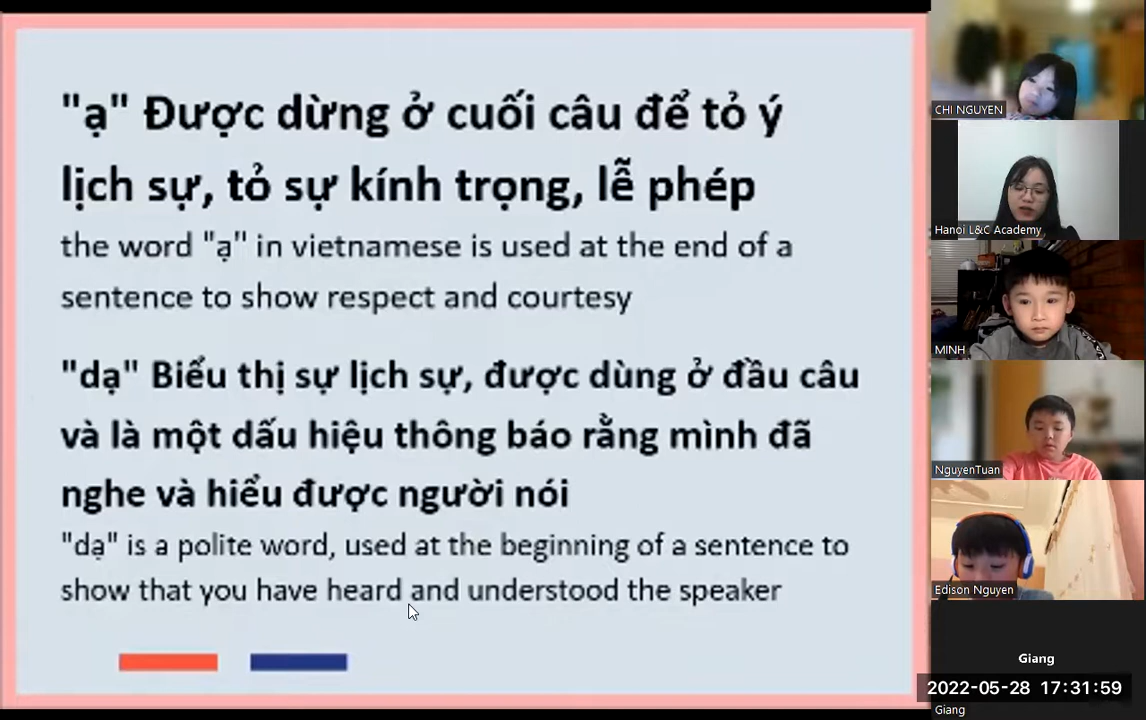 "ạ" Được dừng ở cuối câu để tỏ ý
lịch sự, tỏ sự kính trọng, lễ phép
the word "ạ" in vietnamese is used at the end of a
sentence to show respect and courtesy
"dạ" Biểu thị sự lịch sự, được dùng ở đầu câu
và là một dấu hiệu thông báo rằng mình đã
nghe và hiểu được người nói
"dạ" is a polite word, used at the beginning of a sentence to
show that you have heard and understood the speaker
CHI NGUYEN
Hanoi L&C Academy
MINH
NguyenTuan
Edison Nguyen
Giang
2022-05-28 17:31:59
Giang